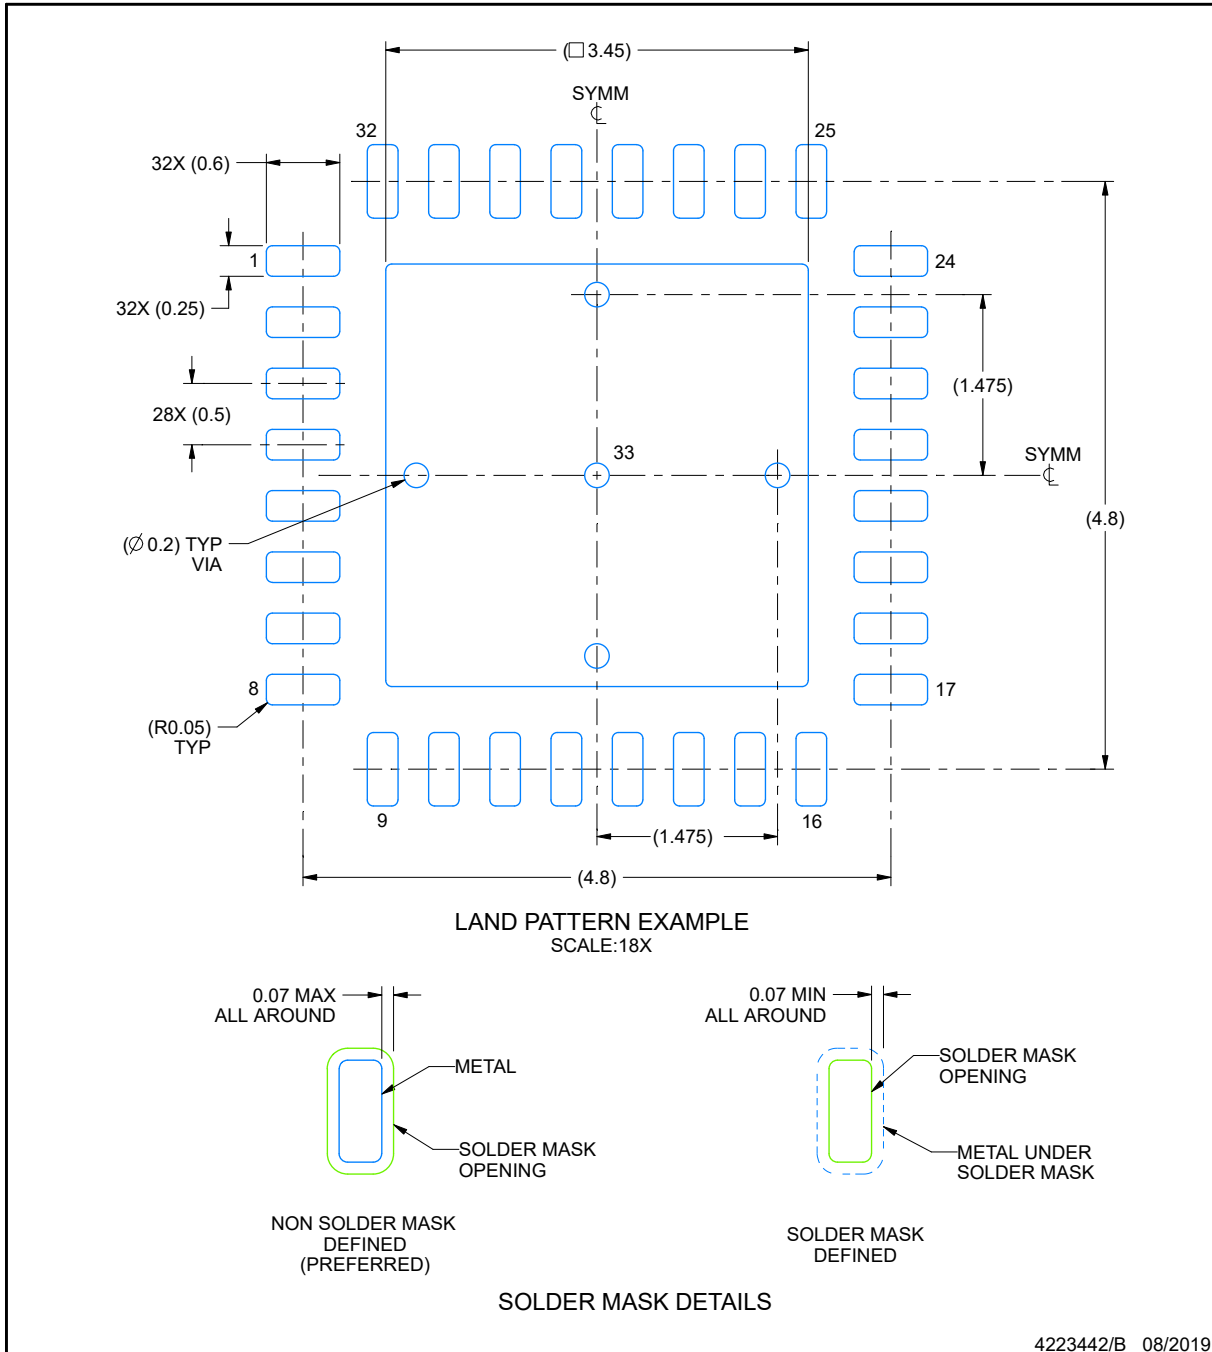 (□ 3.45)
SYMM
℄
32
25
32X (0.6)
1
24
32X (0.25)
(1.475)
28X (0.5)
33
SYMM
℄
(4.8)
(Ø 0.2) TYP
VIA
8
17
(R0.05)
TYP
9
16
(1.475)
(4.8)
LAND PATTERN EXAMPLE
SCALE:18X
0.07 MAX
ALL AROUND
METAL
SOLDER MASK
OPENING
NON SOLDER MASK
DEFINED
(PREFERRED)
0.07 MIN
ALL AROUND
SOLDER MASK
OPENING
METAL UNDER
SOLDER MASK
SOLDER MASK
DEFINED
SOLDER MASK DETAILS
4223442/B 08/2019